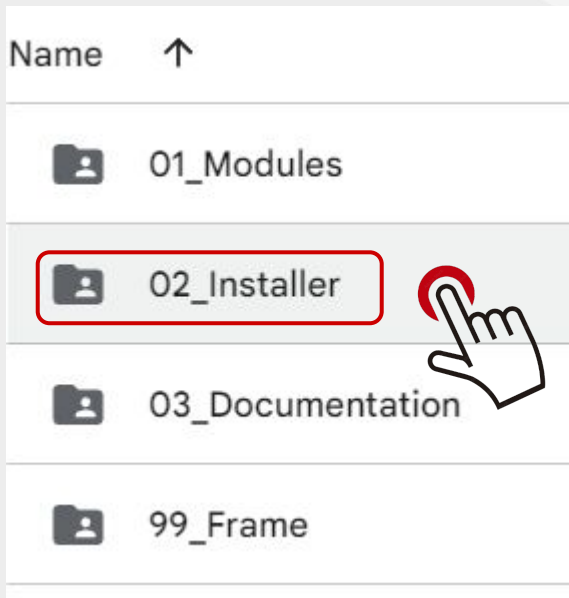 Name ↑
01_Modules
02_Installer
03_Documentation
99_Frame